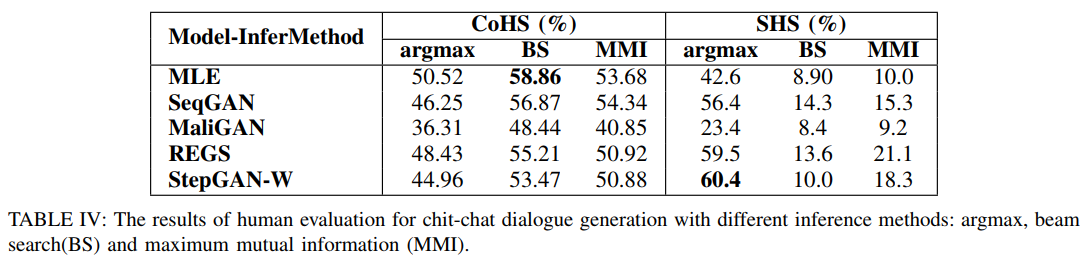 Model-InferMethod CoHS (%) SHS (%)
argmax BS MMI argmax BS MMI
MLE 50.52 58.86 53.68 42.6 8.90 10.0
SeqGAN 46.25 56.87 54.34 56.4 14.3 15.3
MaliGAN 36.31 48.44 40.85 23.4 8.4 9.2
REGS 48.43 55.21 50.92 59.5 13.6 21.1
StepGAN-W 44.96 53.47 50.88 60.4 10.0 18.3
TABLE IV: The results of human evaluation for chit-chat dialogue generation with different inference methods: argmax, beam
search(BS) and maximum mutual information (MMI).